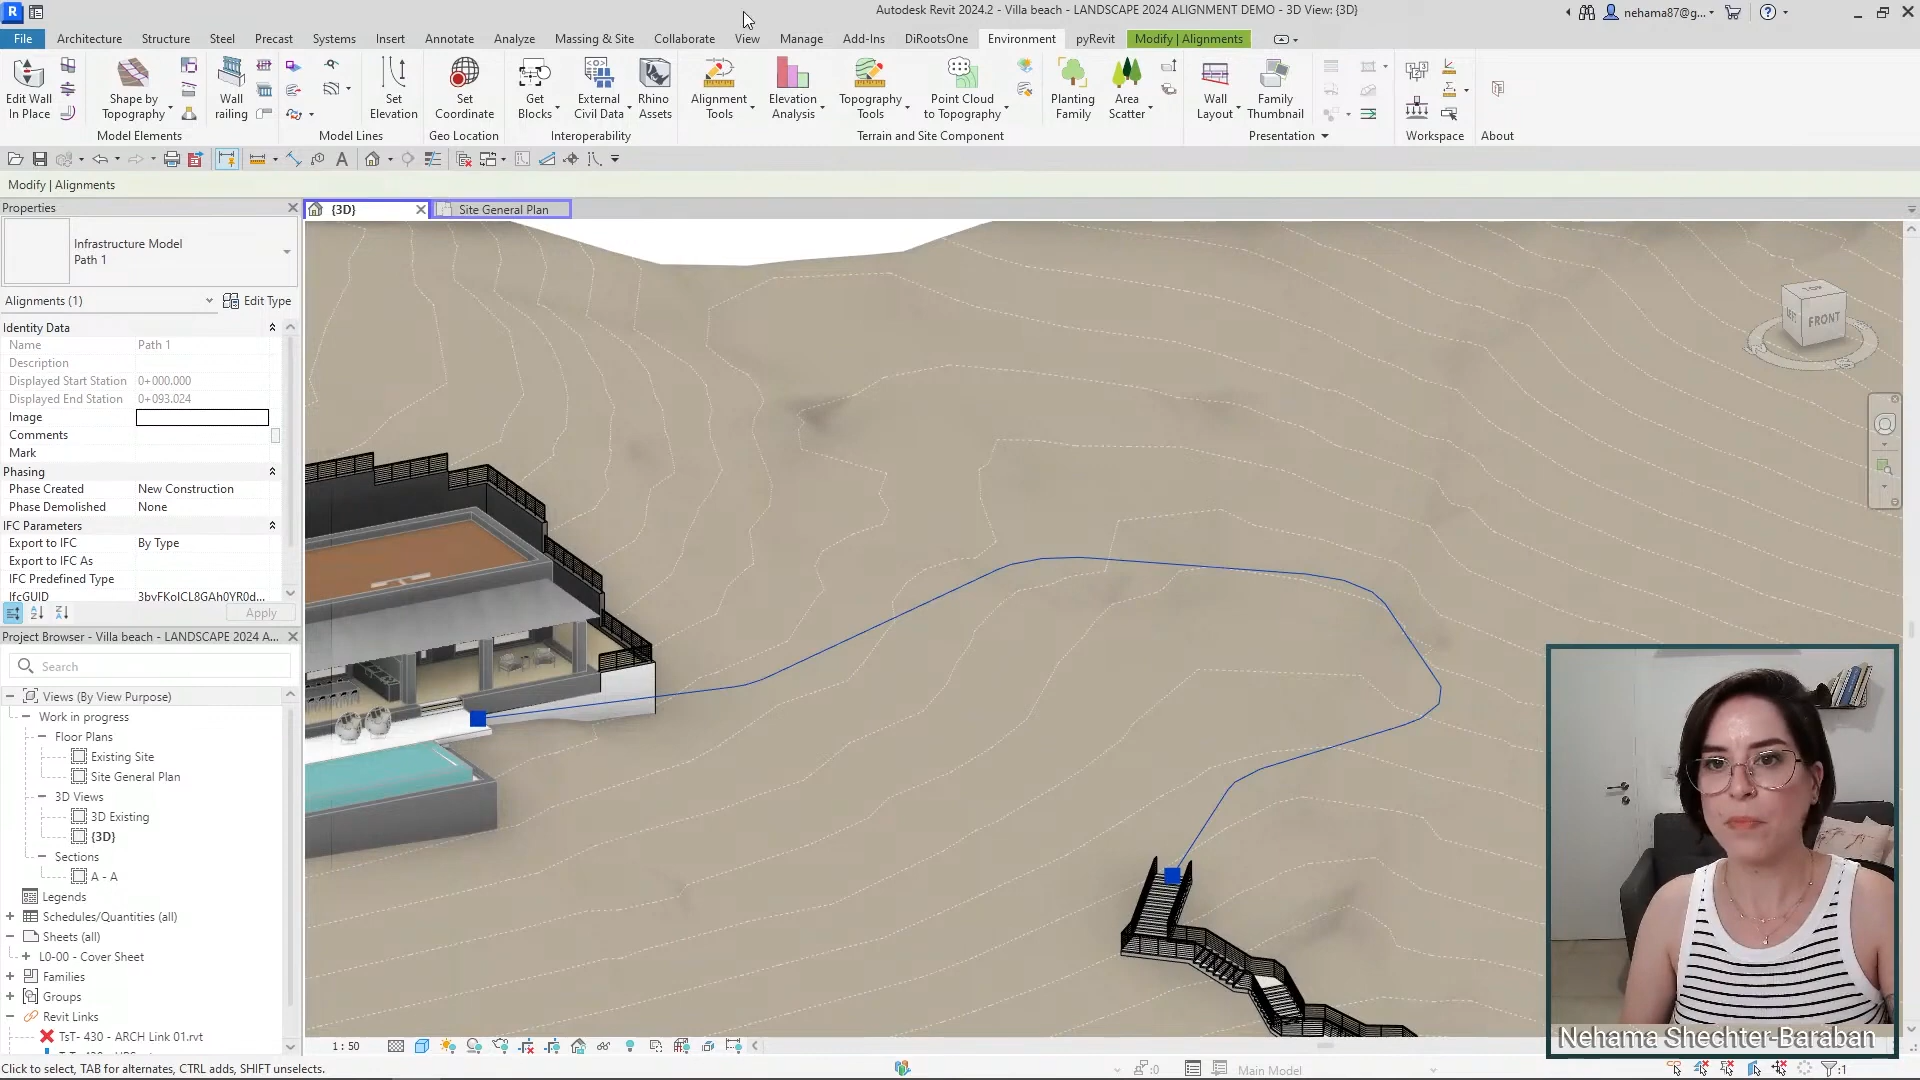 Autodesk Revit 2024.2 - Villa beach - LANDSCAPE 2024 ALIGNMENT DEMO - 3D View: {3D}
nehama87@g...
File Architecture Structure Steel Precast Systems Insert Annotate Analyze Massing & Site Collaborate View Manage Add-Ins DiRootsOne Environment pyRevit Modify | Alignments
Edit Wall In Place
Shape by Topography
Wall railing
Set Elevation
Set Coordinate
Get Blocks
External Civil Data
Rhino Assets
Alignment Tools
Elevation Analysis
Topography Tools
Point Cloud to Topography
Planting Family
Area Scatter
Wall Layout
Family Thumbnail
Model Elements Model Lines Geo Location Interoperability Terrain and Site Component Presentation Workspace About
Modify | Alignments
Properties
{3D}
Site General Plan
Infrastructure Model
Path 1
Alignments (1)
Edit Type
Identity Data
Name Path 1
Description
Displayed Start Station 0+000.000
Displayed End Station 0+093.024
Image
Comments
Mark
Phasing
Phase Created New Construction
Phase Demolished None
IFC Parameters
Export to IFC By Type
Export to IFC As
IFC Predefined Type
IfcGUID 3bvFKoICL8GAh0YR0d...
Apply
Project Browser - Villa beach - LANDSCAPE 2024 A...
Search
Views (By View Purpose)
Work in progress
Floor Plans
Existing Site
Site General Plan
3D Views
3D Existing
{3D}
Sections
A - A
Legends
Schedules/Quantities (all)
Sheets (all)
L0-00 - Cover Sheet
Families
Groups
Revit Links
TsT- 430 - ARCH Link 01.rvt
TOP
FRONT
Nehama Shechter-Baraban
1 : 50
Click to select, TAB for alternates, CTRL adds, SHIFT unselects.
:0
Main Model
:1